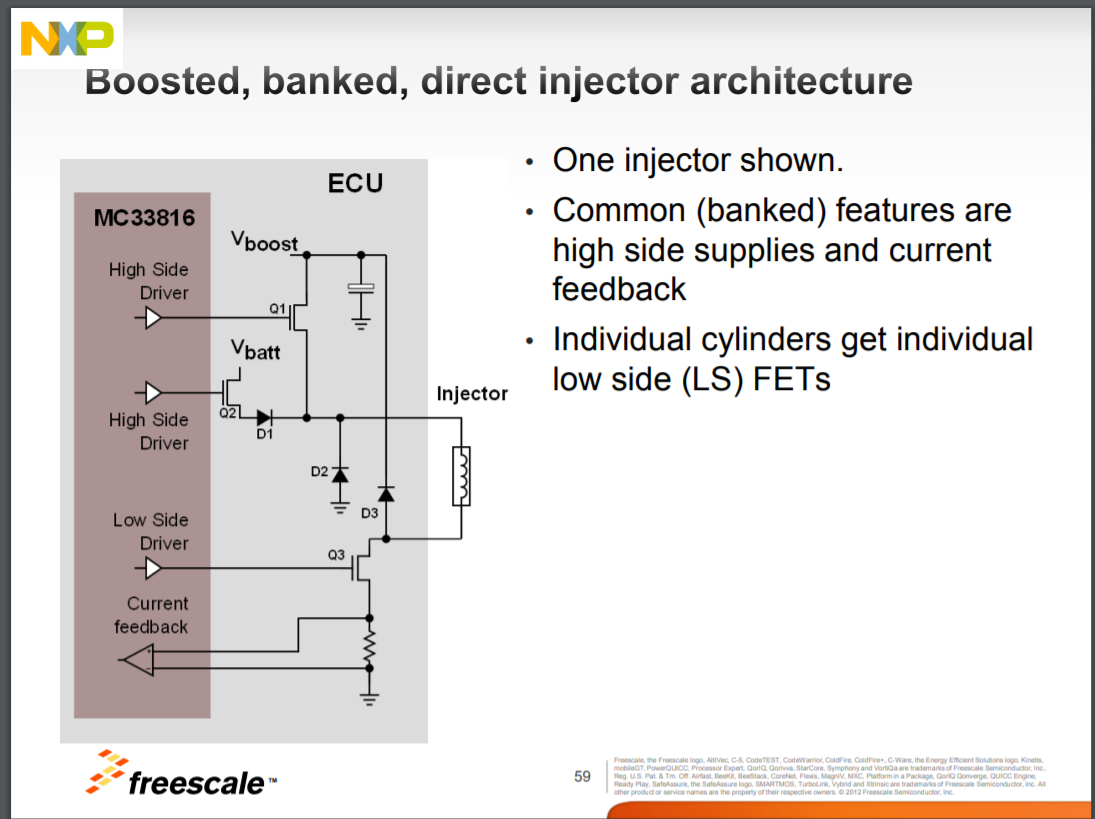 NXP
Boosted, banked, direct injector architecture
ECU
MC33816
Vboost
High Side
Driver
Q1
Vbatt
Q2
D1
High Side
Driver
Injector
D2
D3
Low Side
Driver
Q3
Current
feedback
+
-
• One injector shown.
• Common (banked) features are
high side supplies and current
feedback
• Individual cylinders get individual
low side (LS) FETs
freescale ™
59
Freescale, the Freescale logo, AltiVec, C-5, CodeTEST, CodeWarrior, ColdFire, ColdFire+, C-Ware, the Energy Efficient Solutions logo, Kinetis,
mobileGT, PowerQUICC, Processor Expert, QorIQ, Qorivva, StarCore, Symphony and VortiQa are trademarks of Freescale Semiconductor, Inc.,
Reg. U.S. Pat. & Tm. Off. Airfast, BeeKit, BeeStack, CoreNet, Flexis, MagniV, MXC, Platform in a Package, QorIQ Qonverge, QUICC Engine,
Ready Play, SafeAssure, the SafeAssure logo, SMARTMOS, TurboLink, Vybrid and Xtrinsic are trademarks of Freescale Semiconductor, Inc. All
other product or service names are the property of their respective owners. © 2012 Freescale Semiconductor, Inc.